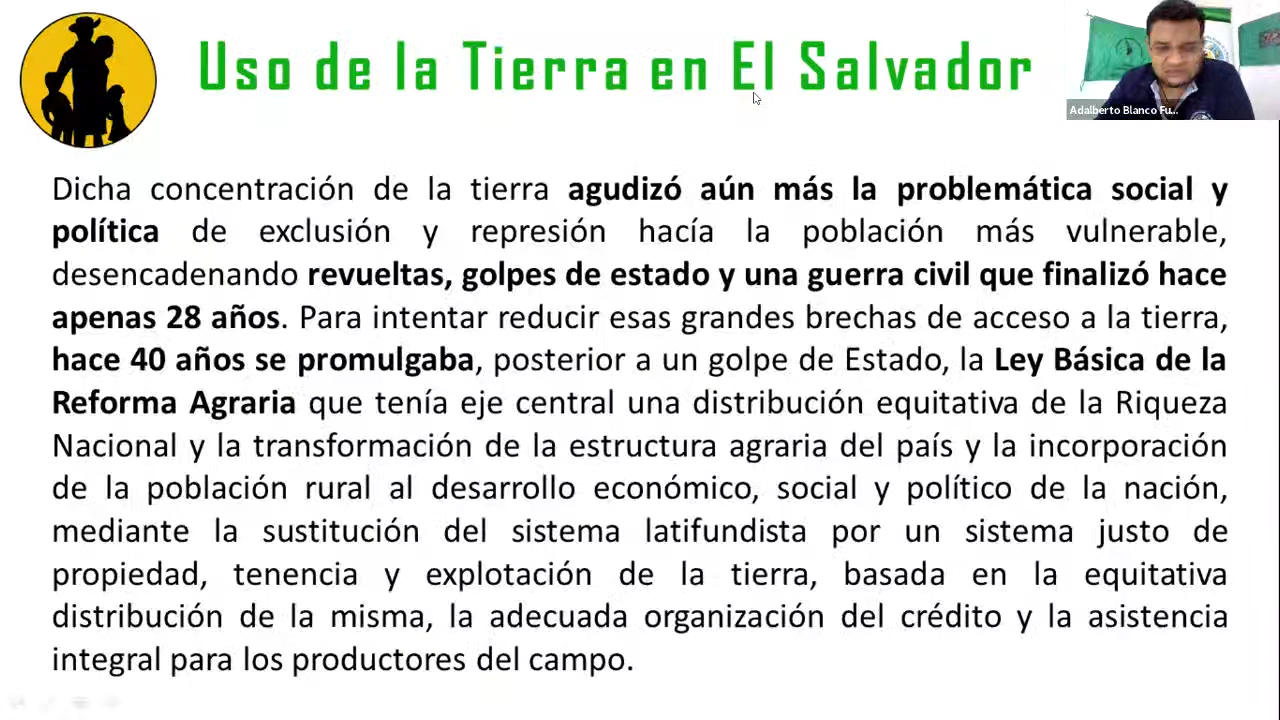 Uso de la Tierra en El Salvador
Adalberto Blanco Fu...
Dicha concentración de la tierra agudizó aún más la problemática social y
política de exclusión y represión hacía la población más vulnerable,
desencadenando revueltas, golpes de estado y una guerra civil que finalizó hace
apenas 28 años. Para intentar reducir esas grandes brechas de acceso a la tierra,
hace 40 años se promulgaba, posterior a un golpe de Estado, la Ley Básica de la
Reforma Agraria que tenía eje central una distribución equitativa de la Riqueza
Nacional y la transformación de la estructura agraria del país y la incorporación
de la población rural al desarrollo económico, social y político de la nación,
mediante la sustitución del sistema latifundista por un sistema justo de
propiedad, tenencia y explotación de la tierra, basada en la equitativa
distribución de la misma, la adecuada organización del crédito y la asistencia
integral para los productores del campo.